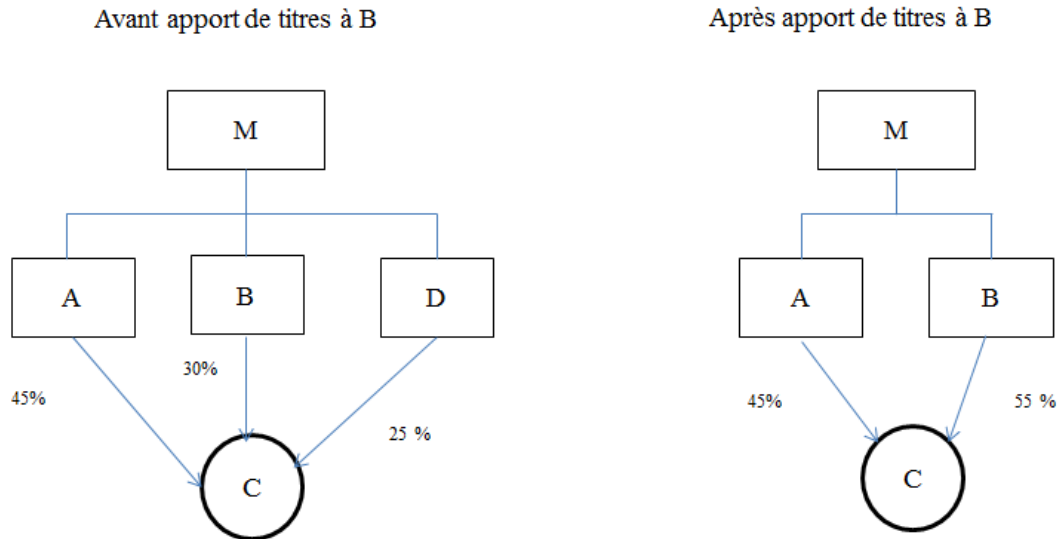 Avant apport de titres à B
Après apport de titres à B
M
A
B
D
45%
30%
25 %
C
M
A
B
45%
55 %
C